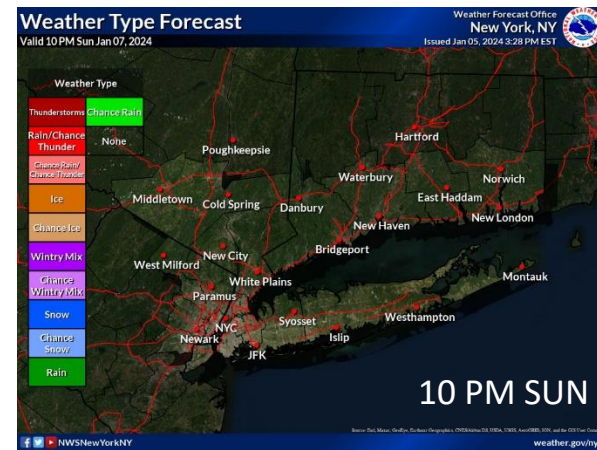 Weather Type Forecast
Valid 10 PM Sun Jan 07, 2024
Weather Forecast Office
New York, NY
Issued Jan 05, 2024 3:28 PM EST
Weather Type
Thunderstorms
Chance Rain
Rain/Chance
Thunder
None
Chance Rain/
Chance Thunder
Ice
Chance Ice
Wintry Mix
Chance
Wintry Mix
Snow
Chance
Snow
Rain
Poughkeepsie
Hartford
Waterbury
Norwich
Middletown
Cold Spring
Danbury
East Haddam
New Haven
New London
Bridgeport
West Milford
New City
White Plains
Montauk
Paramus
NYC
Syosset
Westhampton
Newark
JFK
Islip
10 PM SUN
NWSNewYorkNY
weather.gov/ny